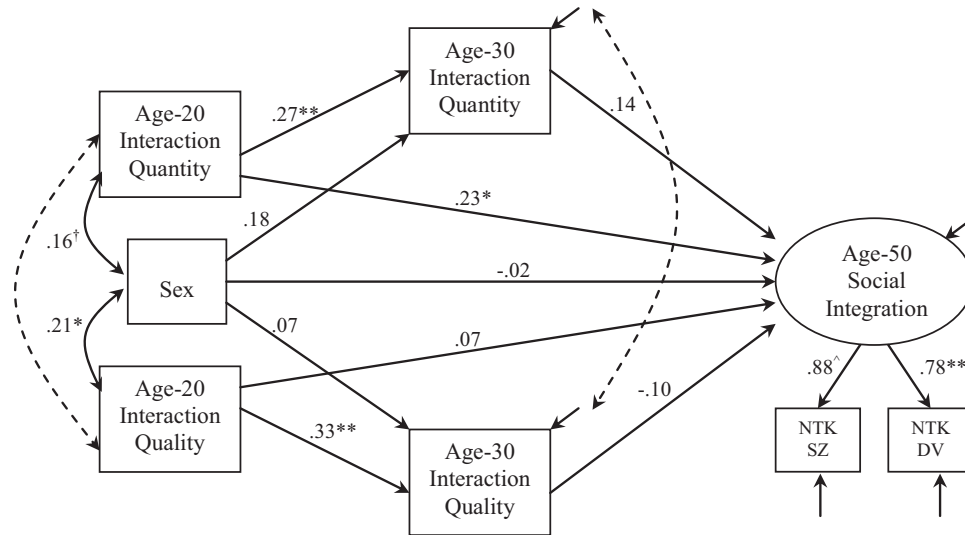 Age-30
Interaction
Quantity
Age-20
Interaction
Quantity
.27**
.14
.23*
.18
.16†
Sex
-.02
Age-50
Social
Integration
.21*
.07
.07
Age-20
Interaction
Quality
.33**
-.10
.88^
.78**
Age-30
Interaction
Quality
NTK
SZ
NTK
DV